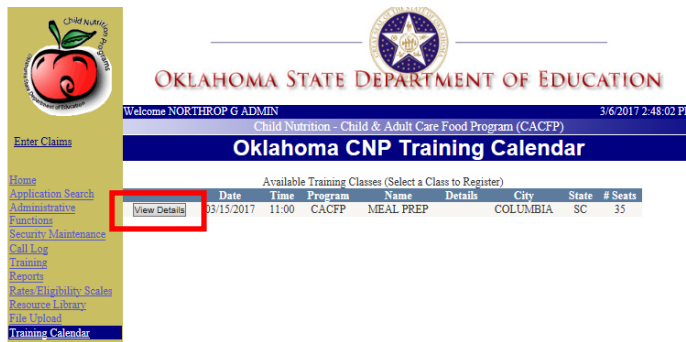 Child Nutrition Programs
OKLAHOMA STATE DEPARTMENT OF EDUCATION
Welcome NORTHROP G ADMIN 3/6/2017 2:48:02 P
Child Nutrition - Child & Adult Care Food Program (CACFP)
Enter Claims
Oklahoma CNP Training Calendar
Home
Application Search
Administrative
Functions
Security Maintenance
Call Log
Training
Reports
Rates/Eligibility Scales
Resource Library
File Upload
Training Calendar
Available Training Classes (Select a Class to Register)
Date Time Program Name Details City State # Seats
View Details 03/15/2017 11:00 CACFP MEAL PREP COLUMBIA SC 35